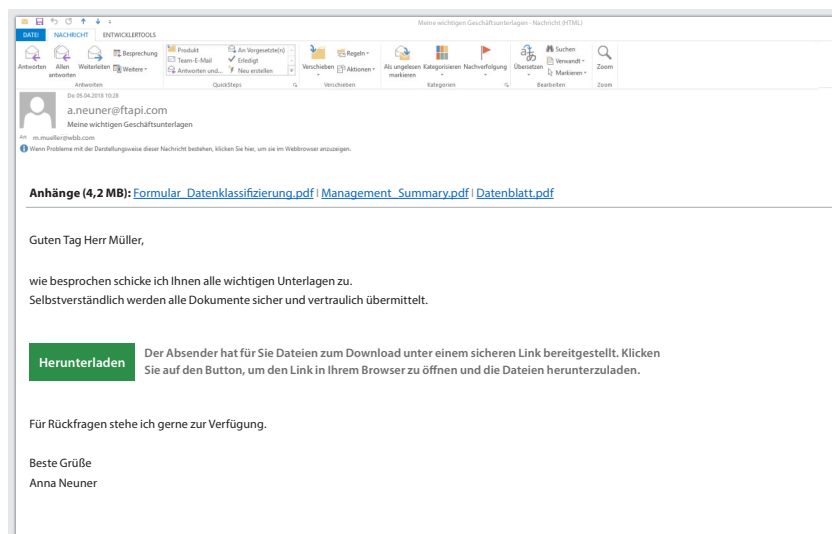 Meine wichtigen Geschäftsunterlagen - Nachricht (HTML)
DATEI NACHRICHT ENTWICKLERTOOLS
Antworten
Allen antworten
Weiterleiten
Besprechung
Weitere
Antworten
Produkt
Team-E-Mail
Antworten und...
An Vorgesetzte(n)
Erledigt
Neu erstellen
QuickSteps
Verschieben
Regeln
Aktionen
Verschieben
Als ungelesen markieren
Kategorisieren
Nachverfolgung
Kategorien
Übersetzen
Suchen
Verwandt
Markieren
Bearbeiten
Zoom
Zoom
Do 05.04.2018 10:28
a.neuner@ftapi.com
Meine wichtigen Geschäftsunterlagen
An m.mueller@wbb.com
Wenn Probleme mit der Darstellungsweise dieser Nachricht bestehen, klicken Sie hier, um sie im Webbrowser anzuzeigen.
Anhänge (4,2 MB): Formular_Datenklassifizierung.pdf | Management_Summary.pdf | Datenblatt.pdf
Guten Tag Herr Müller,
wie besprochen schicke ich Ihnen alle wichtigen Unterlagen zu.
Selbstverständlich werden alle Dokumente sicher und vertraulich übermittelt.
Herunterladen
Der Absender hat für Sie Dateien zum Download unter einem sicheren Link bereitgestellt. Klicken
Sie auf den Button, um den Link in Ihrem Browser zu öffnen und die Dateien herunterzuladen.
Für Rückfragen stehe ich gerne zur Verfügung.
Beste Grüße
Anna Neuner